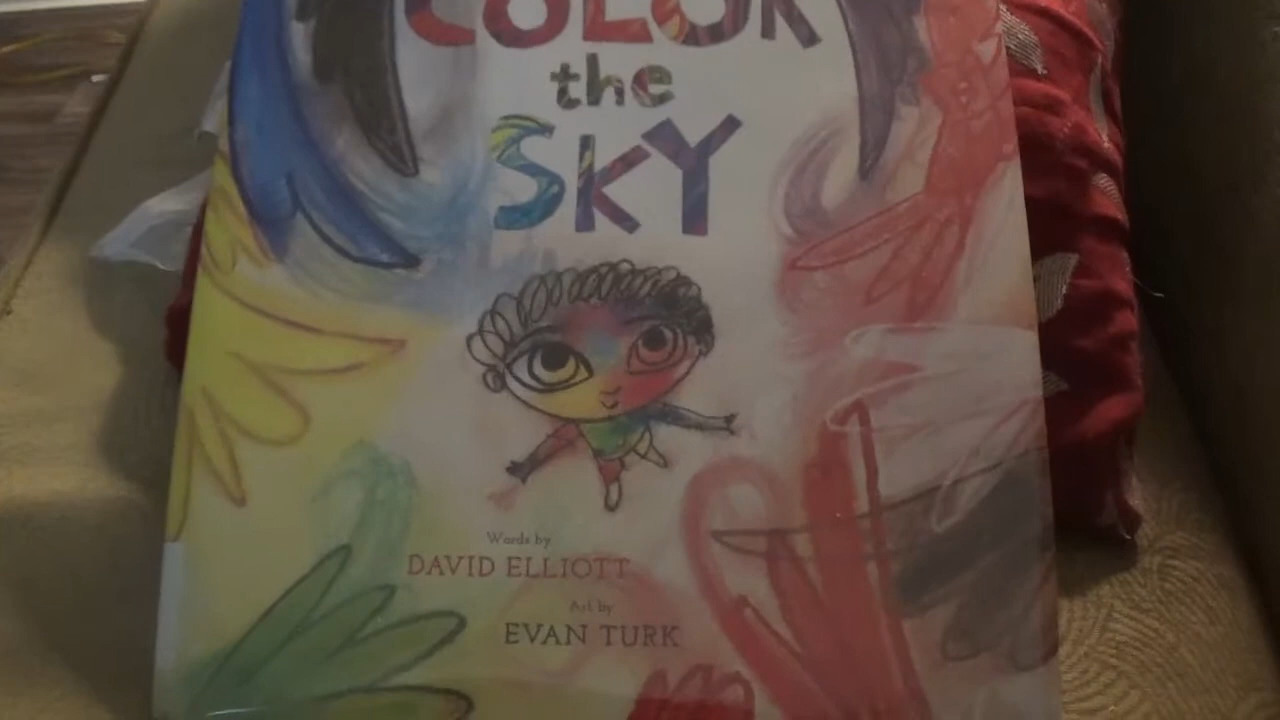 COLOR
the
SKY
Words by
DAVID ELLIOTT
Art by
EVAN TURK